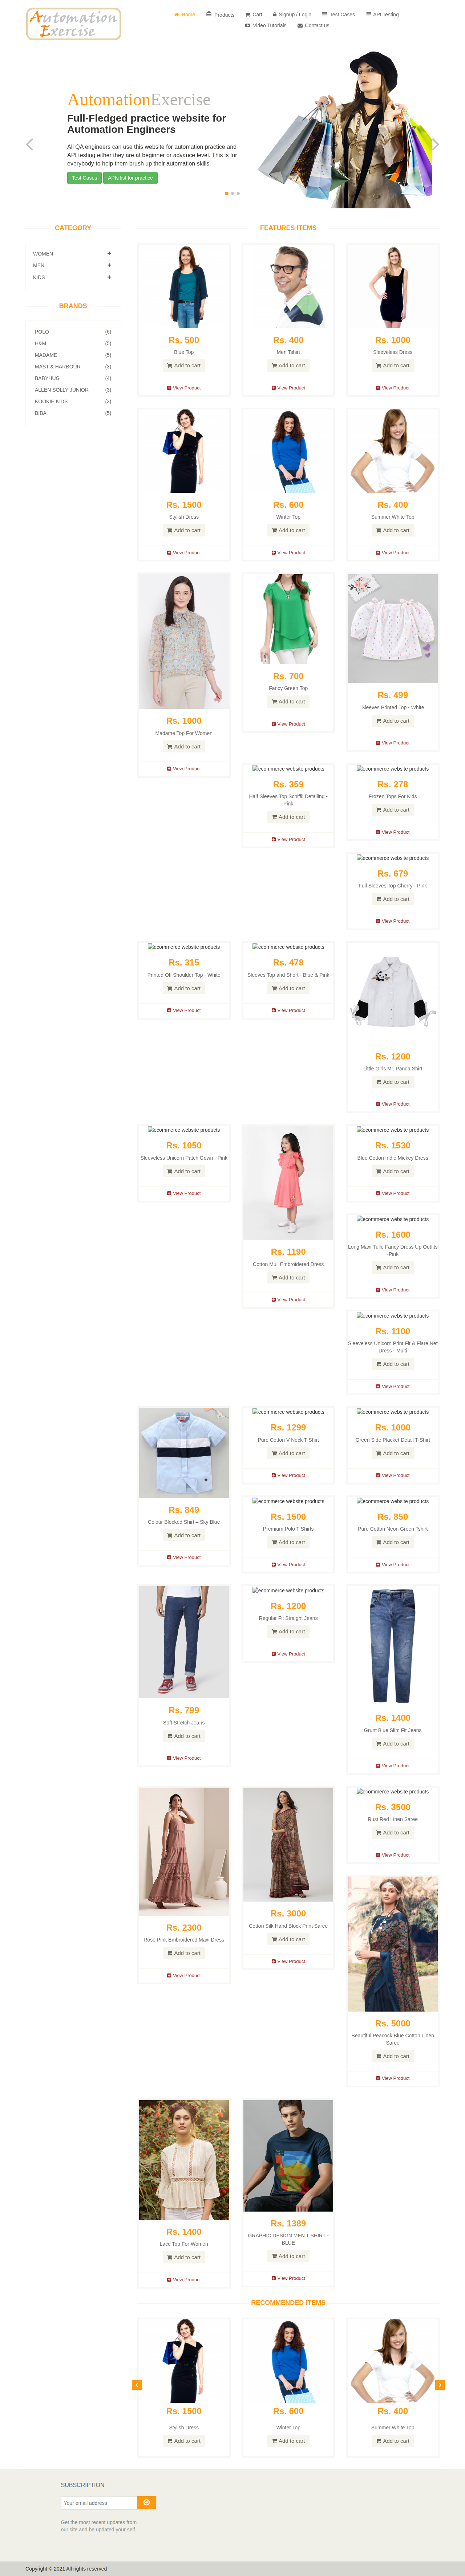 Automation
Exercise
Home
Products
Cart
Signup / Login
Test Cases
API Testing
Video Tutorials
Contact us
AutomationExercise
Full-Fledged practice website for
Automation Engineers
All QA engineers can use this website for automation practice and
API testing either they are at beginner or advance level. This is for
everybody to help them brush up their automation skills.
Test Cases
APIs list for practice
CATEGORY
WOMEN
MEN
KIDS
BRANDS
POLO (6)
H&M (5)
MADAME (5)
MAST & HARBOUR (3)
BABYHUG (4)
ALLEN SOLLY JUNIOR (3)
KOOKIE KIDS (3)
BIBA (5)
FEATURES ITEMS
Rs. 500
Blue Top
Add to cart
View Product
Rs. 400
Men Tshirt
Add to cart
View Product
Rs. 1000
Sleeveless Dress
Add to cart
View Product
Rs. 1500
Stylish Dress
Add to cart
View Product
Rs. 600
Winter Top
Add to cart
View Product
Rs. 400
Summer White Top
Add to cart
View Product
Rs. 1000
Madame Top For Women
Add to cart
View Product
Rs. 700
Fancy Green Top
Add to cart
View Product
Rs. 499
Sleeves Printed Top - White
Add to cart
View Product
ecommerce website products
Rs. 359
Half Sleeves Top Schiffli Detailing -
Pink
Add to cart
View Product
ecommerce website products
Rs. 278
Frozen Tops For Kids
Add to cart
View Product
ecommerce website products
Rs. 679
Full Sleeves Top Cherry - Pink
Add to cart
View Product
ecommerce website products
Rs. 315
Printed Off Shoulder Top - White
Add to cart
View Product
ecommerce website products
Rs. 478
Sleeves Top and Short - Blue & Pink
Add to cart
View Product
Rs. 1200
Little Girls Mr. Panda Shirt
Add to cart
View Product
ecommerce website products
Rs. 1050
Sleeveless Unicorn Patch Gown - Pink
Add to cart
View Product
Rs. 1190
Cotton Mull Embroidered Dress
Add to cart
View Product
ecommerce website products
Rs. 1530
Blue Cotton Indie Mickey Dress
Add to cart
View Product
ecommerce website products
Rs. 1600
Long Maxi Tulle Fancy Dress Up Outfits
-Pink
Add to cart
View Product
ecommerce website products
Rs. 1100
Sleeveless Unicorn Print Fit & Flare Net
Dress - Multi
Add to cart
View Product
Rs. 849
Colour Blocked Shirt – Sky Blue
Add to cart
View Product
ecommerce website products
Rs. 1299
Pure Cotton V-Neck T-Shirt
Add to cart
View Product
ecommerce website products
Rs. 1000
Green Side Placket Detail T-Shirt
Add to cart
View Product
ecommerce website products
Rs. 1500
Premium Polo T-Shirts
Add to cart
View Product
ecommerce website products
Rs. 850
Pure Cotton Neon Green Tshirt
Add to cart
View Product
Rs. 799
Soft Stretch Jeans
Add to cart
View Product
ecommerce website products
Rs. 1200
Regular Fit Straight Jeans
Add to cart
View Product
Rs. 1400
Grunt Blue Slim Fit Jeans
Add to cart
View Product
Rs. 2300
Rose Pink Embroidered Maxi Dress
Add to cart
View Product
Rs. 3000
Cotton Silk Hand Block Print Saree
Add to cart
View Product
ecommerce website products
Rs. 3500
Rust Red Linen Saree
Add to cart
View Product
Rs. 5000
Beautiful Peacock Blue Cotton Linen
Saree
Add to cart
View Product
Rs. 1400
Lace Top For Women
Add to cart
View Product
Rs. 1389
GRAPHIC DESIGN MEN T SHIRT -
BLUE
Add to cart
View Product
RECOMMENDED ITEMS
Rs. 1500
Stylish Dress
Add to cart
Rs. 600
Winter Top
Add to cart
Rs. 400
Summer White Top
Add to cart
SUBSCRIPTION
Your email address
Get the most recent updates from
our site and be updated your self...
Copyright © 2021 All rights reserved